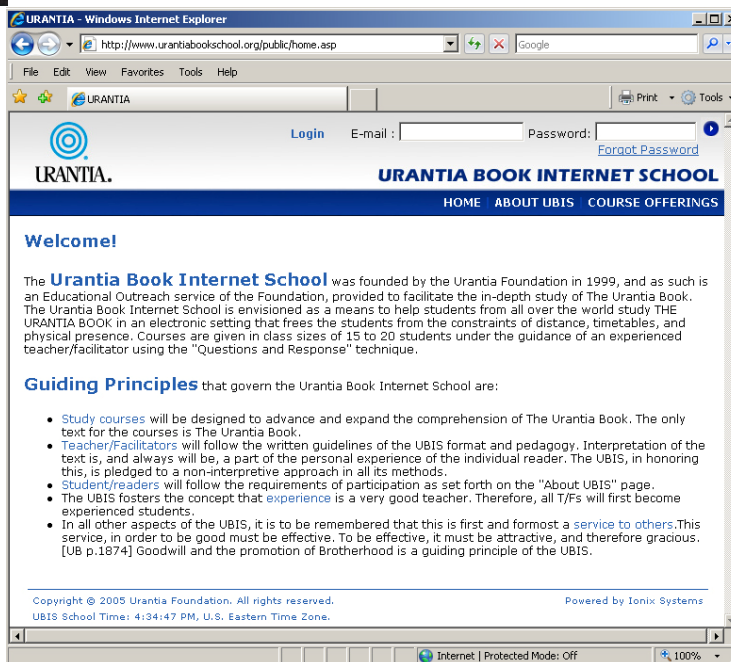 URANTIA - Windows Internet Explorer
http://www.urantiabookschool.org/public/home.asp
Google
File Edit View Favorites Tools Help
URANTIA
Print
Tools
Login E-mail : Password:
Forgot Password
URANTIA.
URANTIA BOOK INTERNET SCHOOL
HOME ABOUT UBIS COURSE OFFERINGS
Welcome!
The Urantia Book Internet School was founded by the Urantia Foundation in 1999, and as such is
an Educational Outreach service of the Foundation, provided to facilitate the in-depth study of The Urantia Book.
The Urantia Book Internet School is envisioned as a means to help students from all over the world study THE
URANTIA BOOK in an electronic setting that frees the students from the constraints of distance, timetables, and
physical presence. Courses are given in class sizes of 15 to 20 students under the guidance of an experienced
teacher/facilitator using the "Questions and Response" technique.
Guiding Principles that govern the Urantia Book Internet School are:
• Study courses will be designed to advance and expand the comprehension of The Urantia Book. The only
text for the courses is The Urantia Book.
• Teacher/Facilitators will follow the written guidelines of the UBIS format and pedagogy. Interpretation of the
text is, and always will be, a part of the personal experience of the individual reader. The UBIS, in honoring
this, is pledged to a non-interpretive approach in all its methods.
• Student/readers will follow the requirements of participation as set forth on the "About UBIS" page.
• The UBIS fosters the concept that experience is a very good teacher. Therefore, all T/Fs will first become
experienced students.
• In all other aspects of the UBIS, it is to be remembered that this is first and formost a service to others.This
service, in order to be good must be effective. To be effective, it must be attractive, and therefore gracious.
[UB p.1874] Goodwill and the promotion of Brotherhood is a guiding principle of the UBIS.
Copyright © 2005 Urantia Foundation. All rights reserved. Powered by Ionix Systems
UBIS School Time: 4:34:47 PM, U.S. Eastern Time Zone.
Internet | Protected Mode: Off 100%